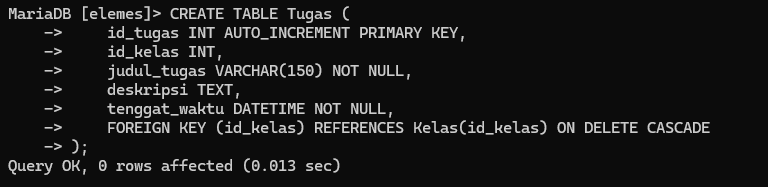 MariaDB [elemes]> CREATE TABLE Tugas (
    ->     id_tugas INT AUTO_INCREMENT PRIMARY KEY,
    ->     id_kelas INT,
    ->     judul_tugas VARCHAR(150) NOT NULL,
    ->     deskripsi TEXT,
    ->     tenggat_waktu DATETIME NOT NULL,
    ->     FOREIGN KEY (id_kelas) REFERENCES Kelas(id_kelas) ON DELETE CASCADE
    -> );
Query OK, 0 rows affected (0.013 sec)